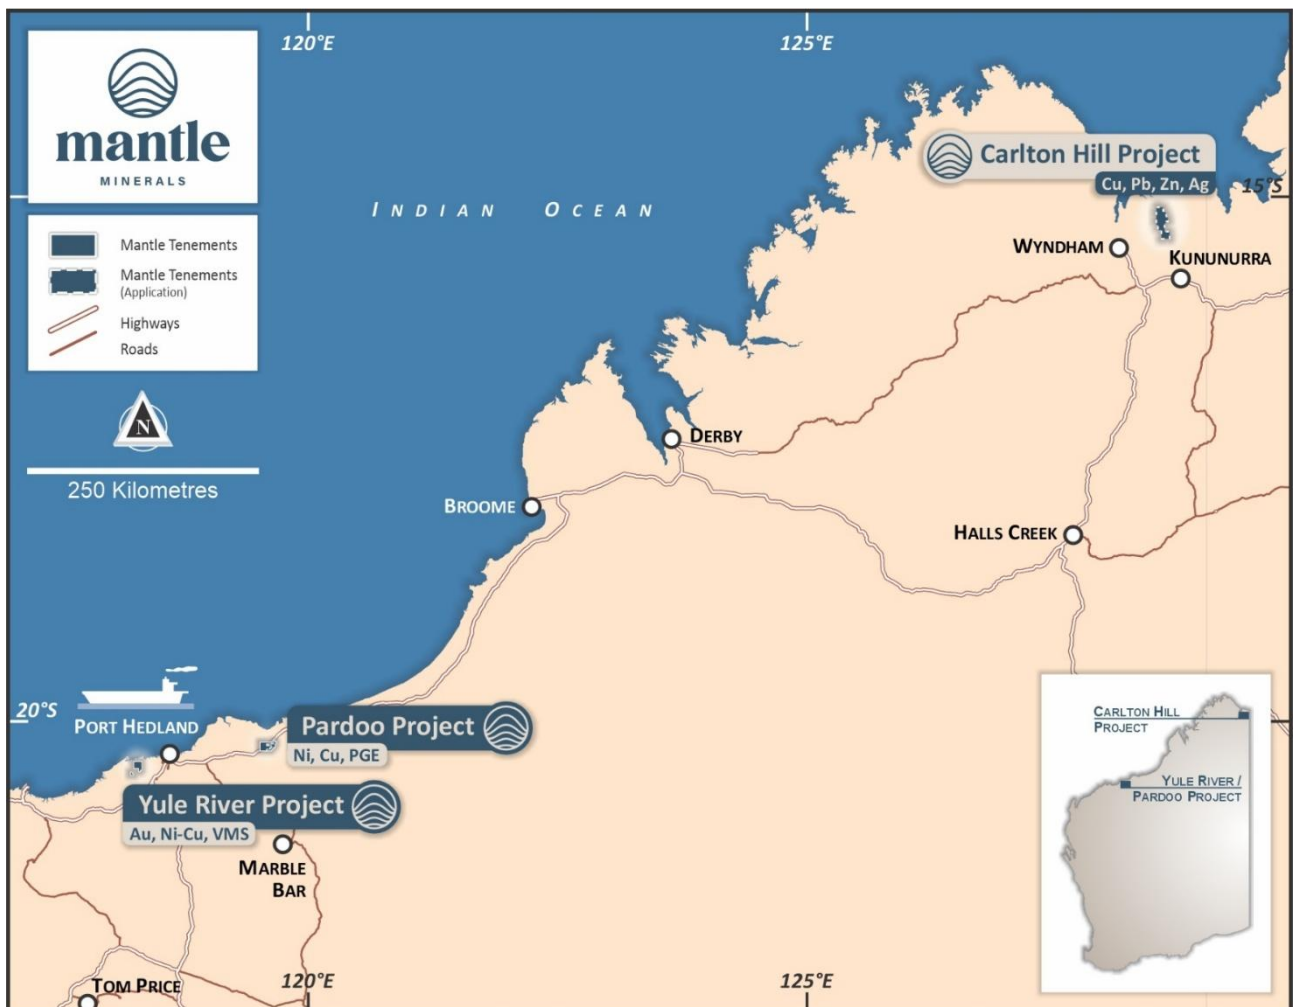 120°E
125°E
mantle
MINERALS
Carlton Hill Project
Cu, Pb, Zn, Ag
15°S
INDIAN OCEAN
Mantle Tenements
Mantle Tenements
(Application)
Highways
Roads
WYNDHAM
KUNUNURRA
N
250 Kilometres
DERBY
BROOME
HALLS CREEK
20°S
PORT HEDLAND
Pardoo Project
Ni, Cu, PGE
Yule River Project
Au, Ni-Cu, VMS
MARBLE
BAR
CARLTON HILL
PROJECT
YULE RIVER /
PARDOO PROJECT
TOM PRICE
120°E
125°E